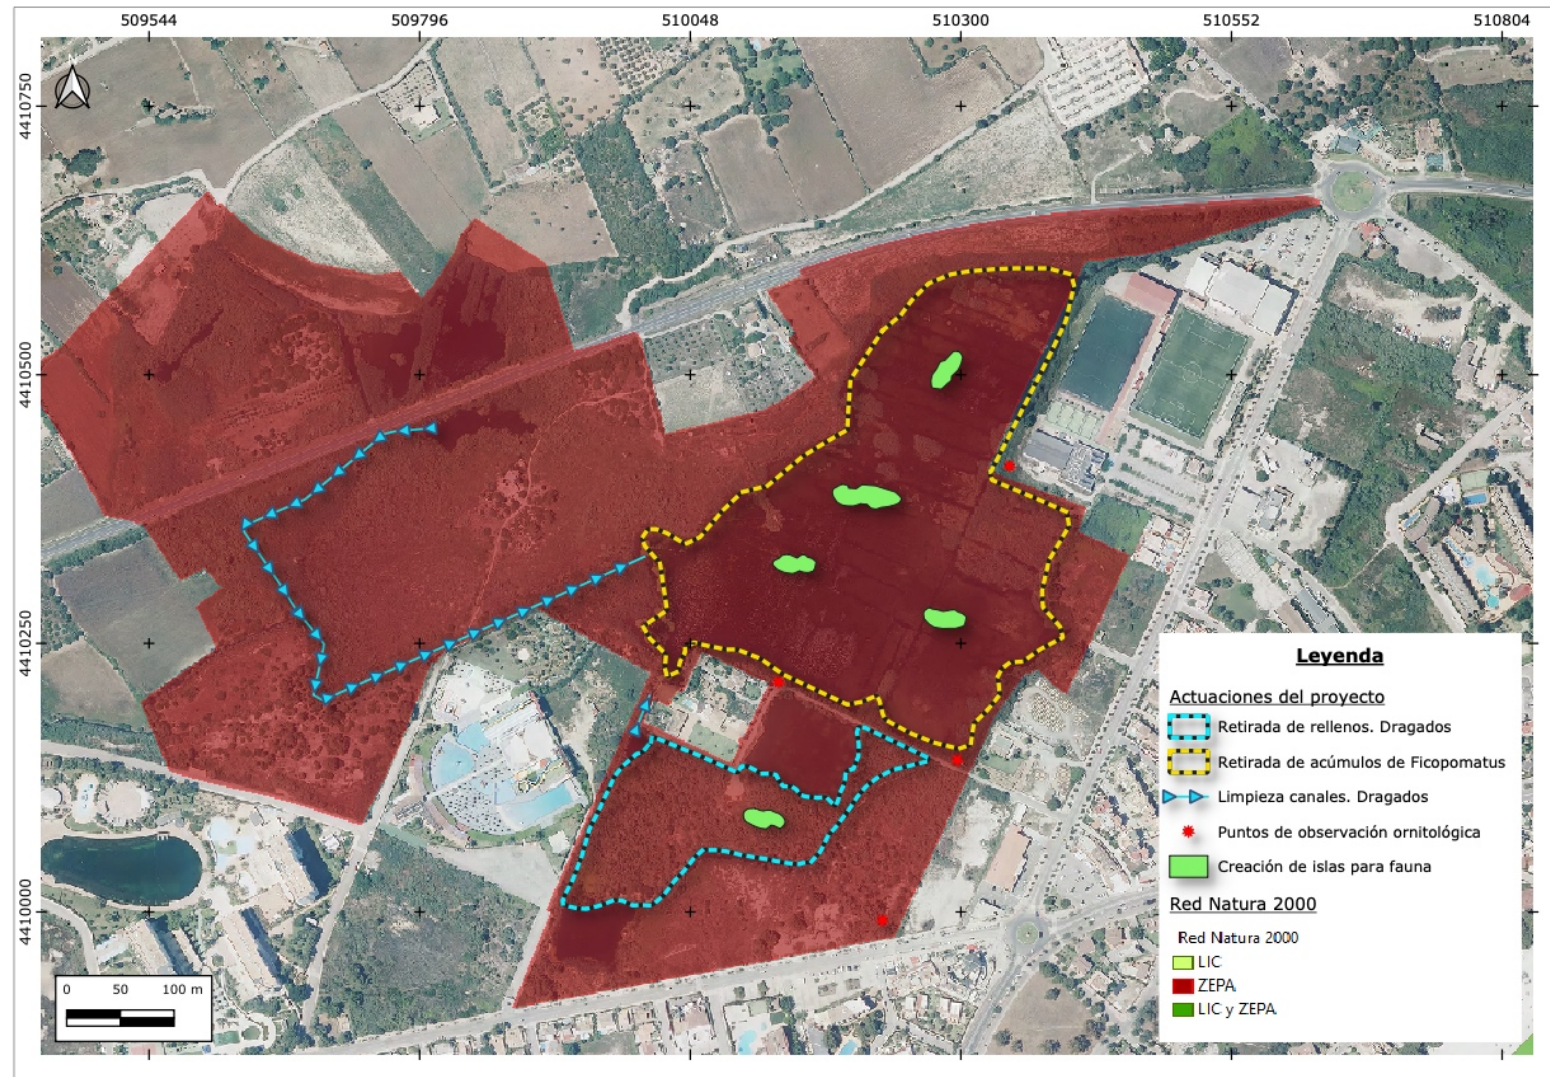 509544 509796 510048 510300 510552 510804
4410750
4410500
4410250
4410000
Leyenda
Actuaciones del proyecto
Retirada de rellenos. Dragados
Retirada de acúmulos de Ficopomatus
Limpieza canales. Dragados
Puntos de observación ornitológica
Creación de islas para fauna
Red Natura 2000
Red Natura 2000
LIC
ZEPA
LIC y ZEPA
0 50 100 m